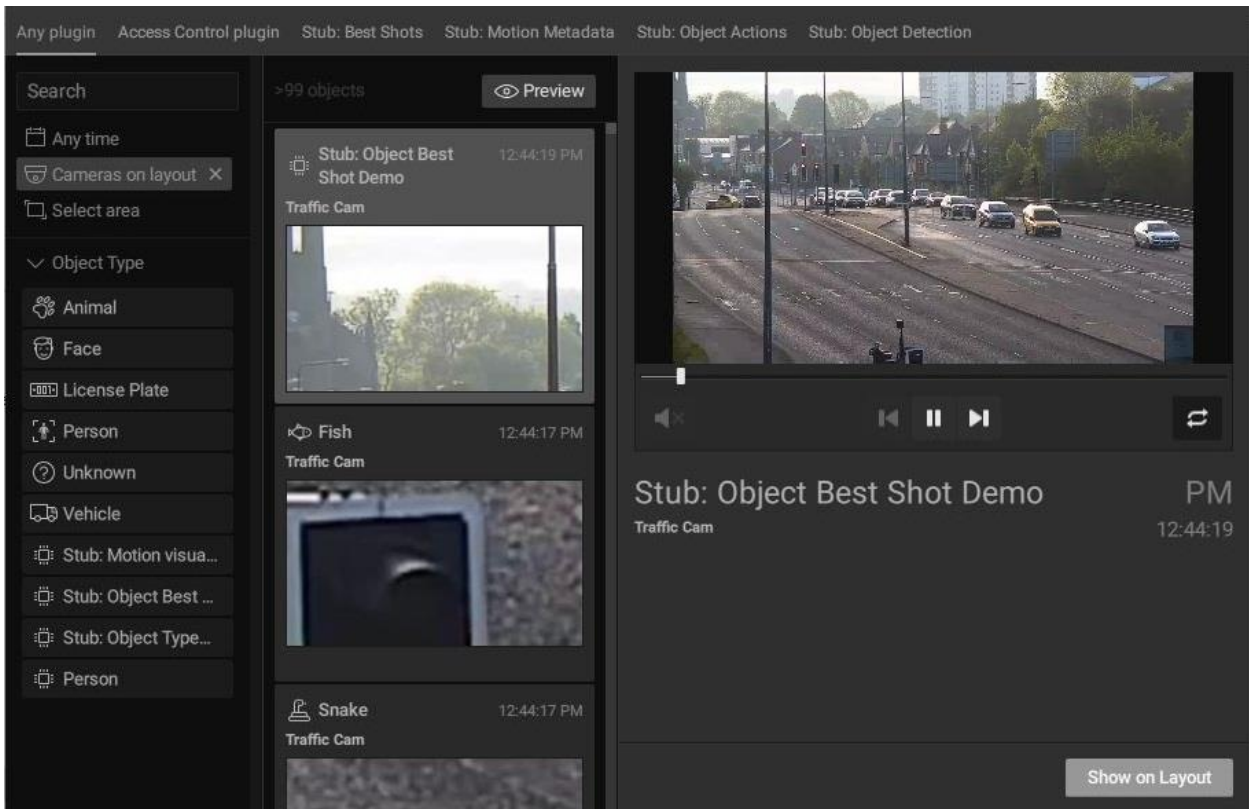 Any plugin Access Control plugin Stub: Best Shots Stub: Motion Metadata Stub: Object Actions Stub: Object Detection
Search
Any time
Cameras on layout
Select area
Object Type
Animal
Face
License Plate
Person
Unknown
Vehicle
Stub: Motion visua...
Stub: Object Best ...
Stub: Object Type...
Person
>99 objects
Preview
Stub: Object Best 12:44:19 PM
Shot Demo
Traffic Cam
Fish 12:44:17 PM
Traffic Cam
Snake 12:44:17 PM
Traffic Cam
Stub: Object Best Shot Demo PM
Traffic Cam 12:44:19
Show on Layout